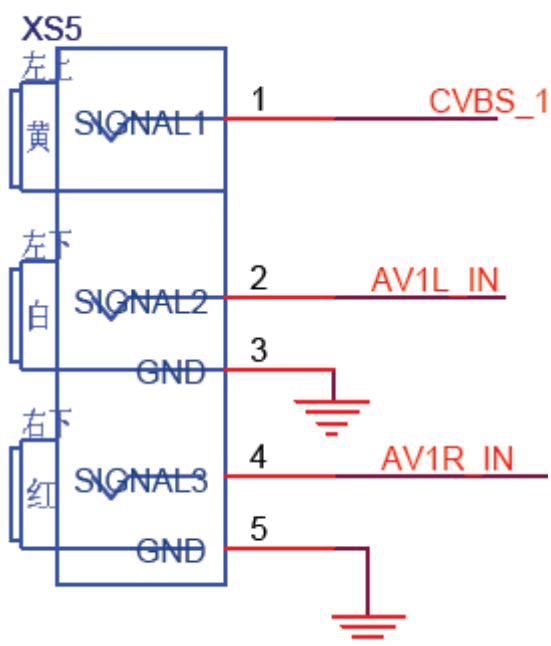 XS5
左上
1
CVBS_1
黄
SIGNAL1
左下
2
AV1L_IN
白
SIGNAL2
3
GND
右下
4
AV1R_IN
红
SIGNAL3
5
GND